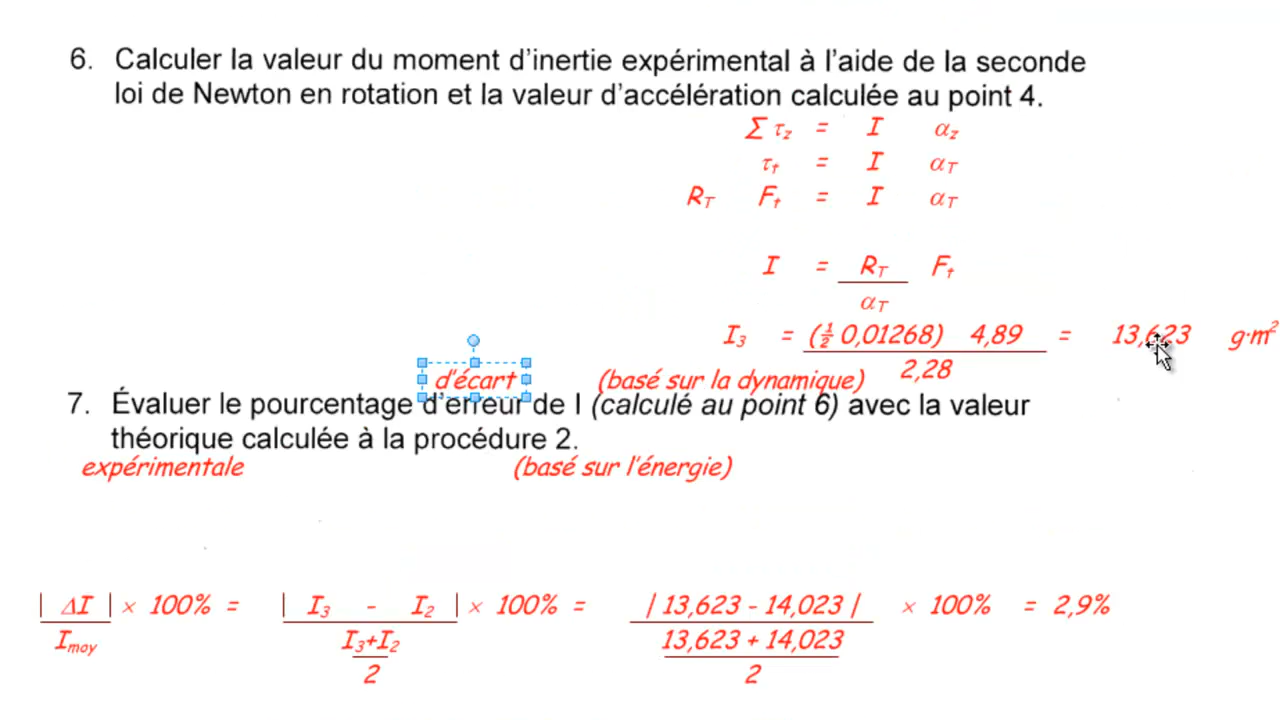 6. Calculer la valeur du moment d'inertie expérimental à l'aide de la seconde
loi de Newton en rotation et la valeur d'accélération calculée au point 4.
Σ τz = I αz
τt = I αT
RT Ft = I αT
I = RT Ft
αT
I3 = (½ 0,01268) 4,89 = 13,623 g·m²
2,28
d'écart (basé sur la dynamique)
7. Évaluer le pourcentage d'erreur de I (calculé au point 6) avec la valeur
théorique calculée à la procédure 2.
expérimentale (basé sur l'énergie)
| ΔI | × 100% = | I3 - I2 | × 100% = | 13,623 - 14,023 | × 100% = 2,9%
Imoy I3+I2 13,623 + 14,023
2 2